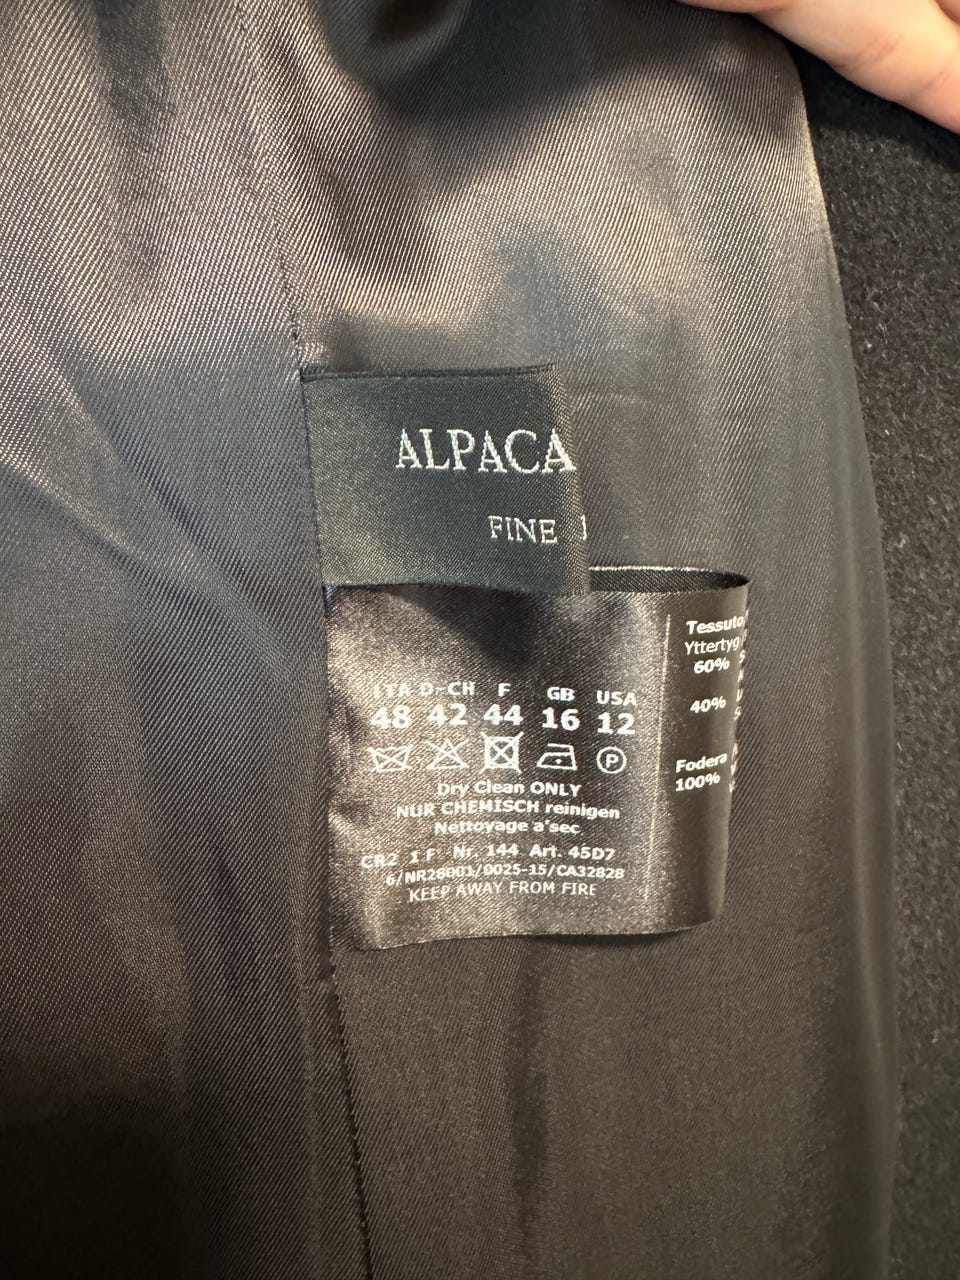 ALPACA
FINE
ITA D-CH F GB USA
48 42 44 16 12
P
Dry Clean ONLY
NUR CHEMISCH reinigen
Nettoyage a'sec
CR2 1 F Nr. 144 Art. 45D7
6/NR28001/0025-15/CA32828
KEEP AWAY FROM FIRE
Tessuto
Yttertyg
60%
40%
Fodera
100%